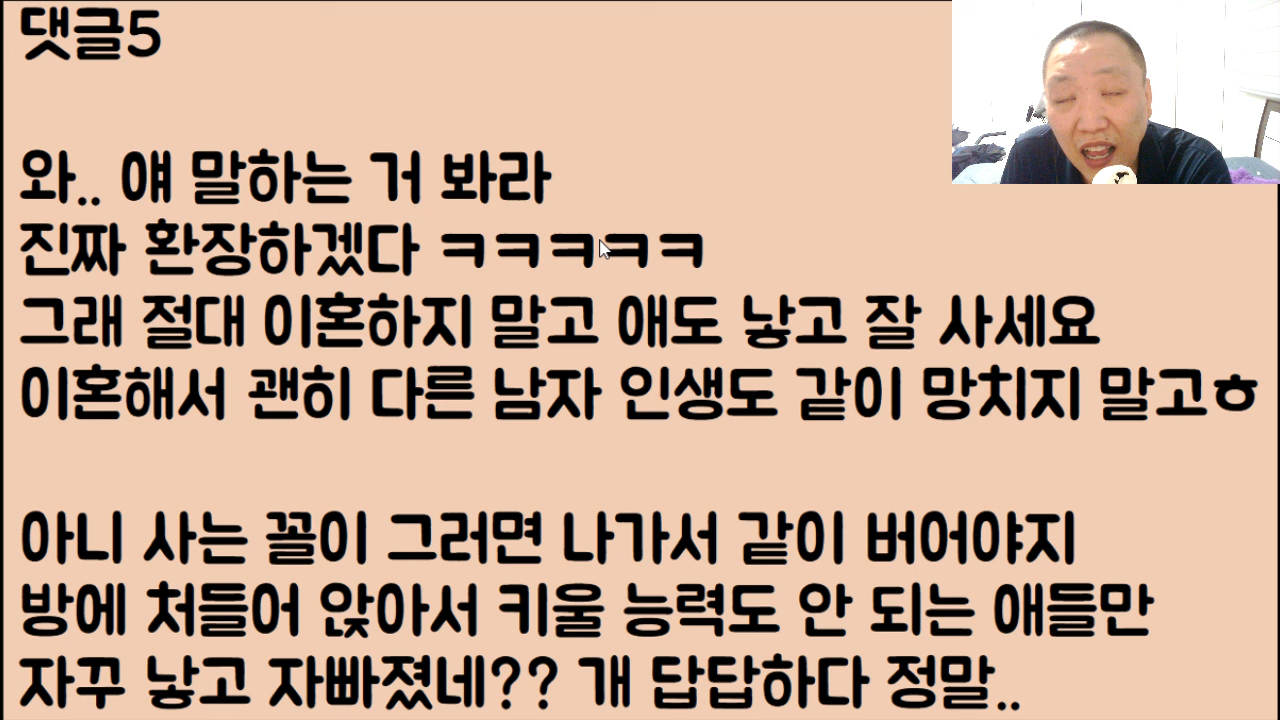 댓글5
와.. 얘 말하는 거 봐라
진짜 환장하겠다 ㅋㅋㅋㅋㅋ
그래 절대 이혼하지 말고 애도 낳고 잘 사세요
이혼해서 괜히 다른 남자 인생도 같이 망치지 말고ㅎ
아니 사는 꼴이 그러면 나가서 같이 버어야지
방에 처들어 앉아서 키울 능력도 안 되는 애들만
자꾸 낳고 자빠졌네?? 개 답답하다 정말..